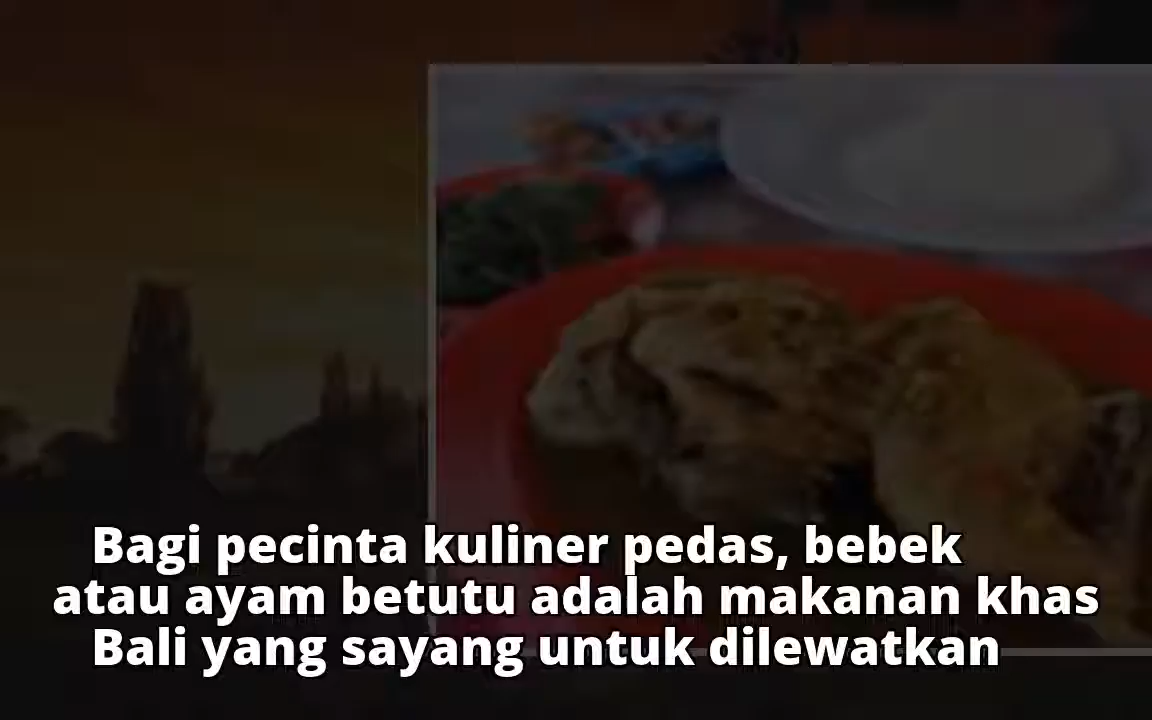 Bagi pecinta kuliner pedas, bebek
atau ayam betutu adalah makanan khas
Bali yang sayang untuk dilewatkan